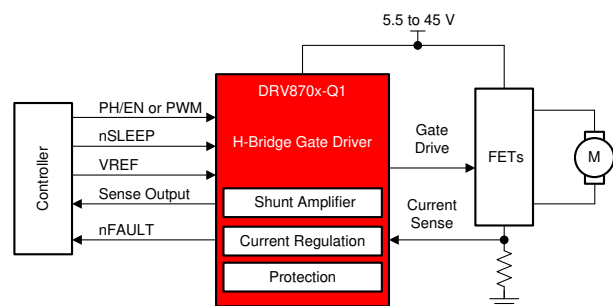 5.5 to 45 V
DRV870x-Q1
H-Bridge Gate Driver
Controller
PH/EN or PWM
nSLEEP
VREF
Sense Output
nFAULT
Shunt Amplifier
Current Regulation
Protection
Gate
Drive
Current
Sense
FETs
M